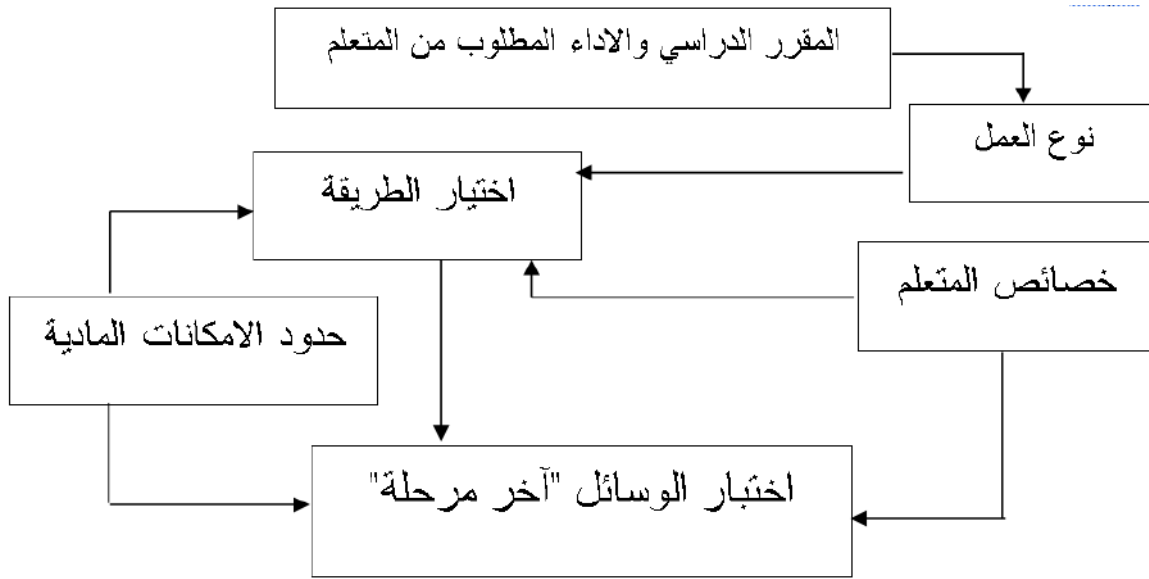 المقرر الدراسي والاداء المطلوب من المتعلم
نوع العمل
اختيار الطريقة
خصائص المتعلم
حدود الامكانات المادية
اختبار الوسائل "آخر مرحلة"